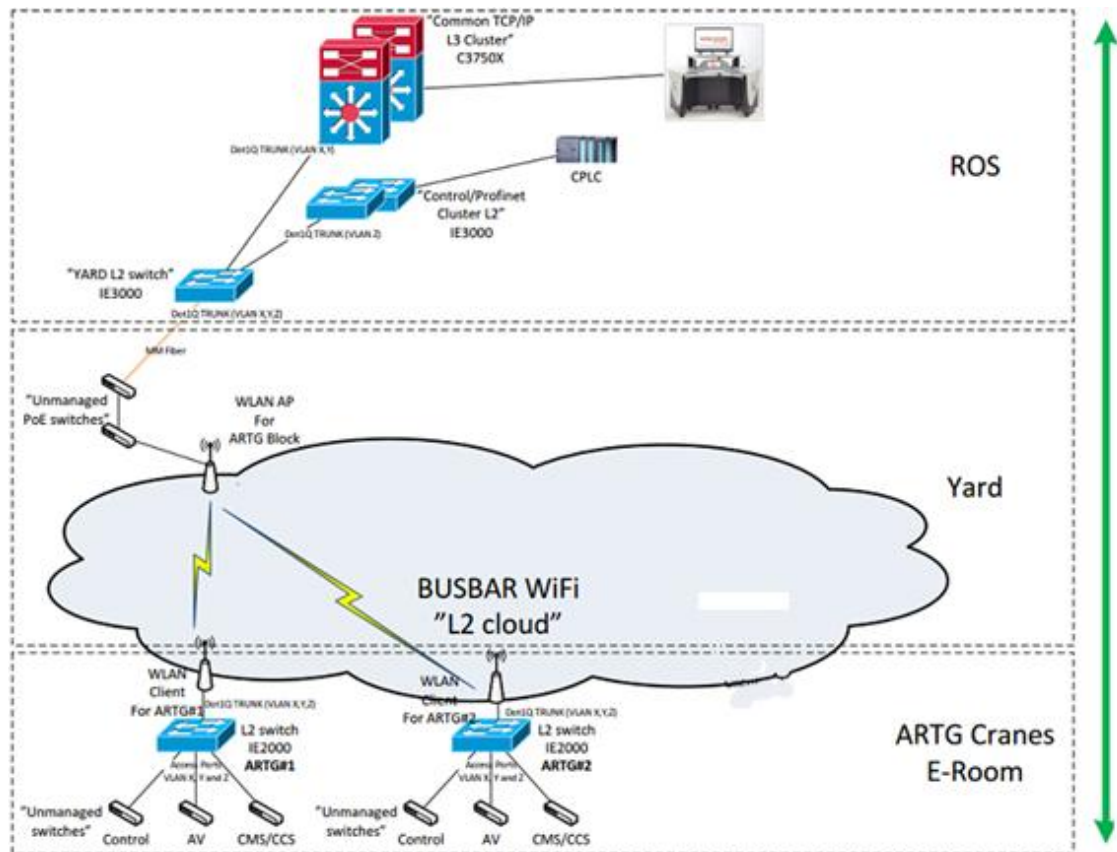 "Common TCP/IP
L3 Cluster"
C3750X
Dot1Q TRUNK (VLAN X,Y)
CPLC
"Control/Profinet
Cluster L2"
IE3000
Dot1Q TRUNK (VLAN Z)
ROS
"YARD L2 switch"
IE3000
Dot1Q TRUNK (VLAN X,Y,Z)
MM Fiber
"Unmanaged
PoE switches"
WLAN AP
For
ARTG Block
Yard
BUSBAR WiFi
"L2 cloud"
WLAN
Client
For ARTG#1
Dot1Q TRUNK (VLAN X,Y,Z)
L2 switch
IE2000
ARTG#1
Access Ports
VLAN X, Y and Z
"Unmanaged
switches"
Control
AV
CMS/CCS
WLAN
Client
For ARTG#2
Dot1Q TRUNK (VLAN X,Y,Z)
L2 switch
IE2000
ARTG#2
Access Ports
VLAN X, Y and Z
"Unmanaged
switches"
Control
AV
CMS/CCS
ARTG Cranes
E-Room